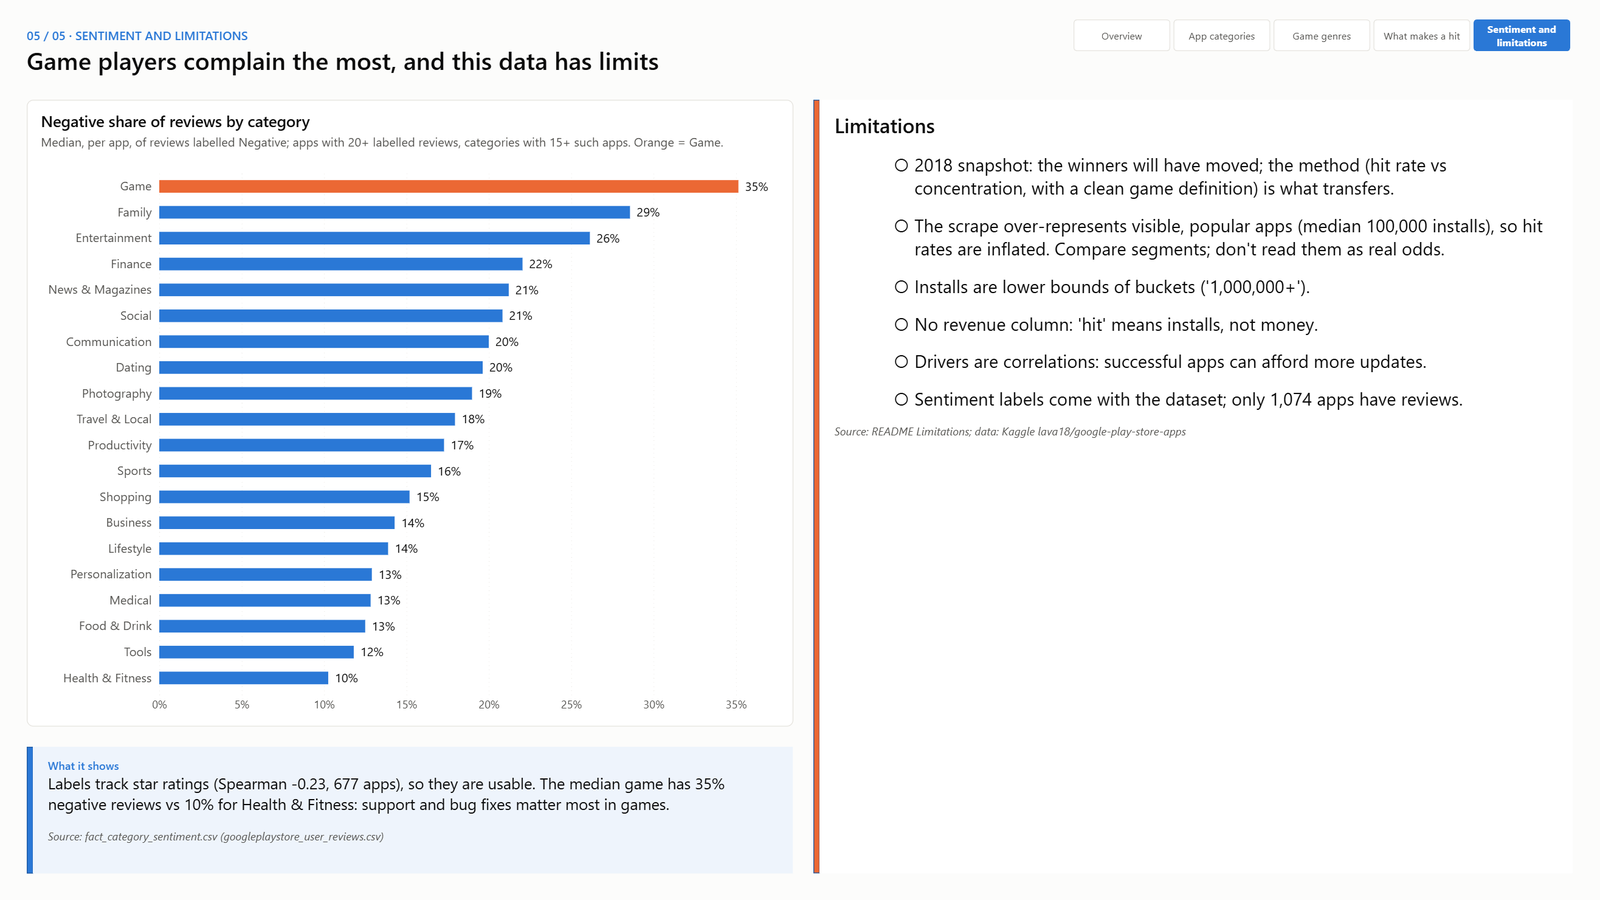 05 / 05 · SENTIMENT AND LIMITATIONS
Game players complain the most, and this data has limits
Overview
App categories
Game genres
What makes a hit
Sentiment and
limitations
Negative share of reviews by category
Median, per app, of reviews labelled Negative; apps with 20+ labelled reviews, categories with 15+ such apps. Orange = Game.
Game 35%
Family 29%
Entertainment 26%
Finance 22%
News & Magazines 21%
Social 21%
Communication 20%
Dating 20%
Photography 19%
Travel & Local 18%
Productivity 17%
Sports 16%
Shopping 15%
Business 14%
Lifestyle 14%
Personalization 13%
Medical 13%
Food & Drink 13%
Tools 12%
Health & Fitness 10%
0% 5% 10% 15% 20% 25% 30% 35%
What it shows
Labels track star ratings (Spearman -0.23, 677 apps), so they are usable. The median game has 35%
negative reviews vs 10% for Health & Fitness: support and bug fixes matter most in games.
Source: fact_category_sentiment.csv (googleplaystore_user_reviews.csv)
Limitations
2018 snapshot: the winners will have moved; the method (hit rate vs
concentration, with a clean game definition) is what transfers.
The scrape over-represents visible, popular apps (median 100,000 installs), so hit
rates are inflated. Compare segments; don't read them as real odds.
Installs are lower bounds of buckets ('1,000,000+').
No revenue column: 'hit' means installs, not money.
Drivers are correlations: successful apps can afford more updates.
Sentiment labels come with the dataset; only 1,074 apps have reviews.
Source: README Limitations; data: Kaggle lava18/google-play-store-apps